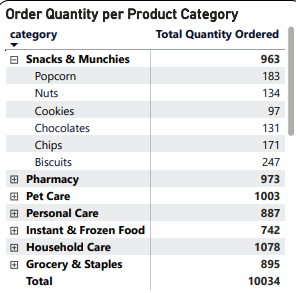 Order Quantity per Product Category
category Total Quantity Ordered
Snacks & Munchies 963
Popcorn 183
Nuts 134
Cookies 97
Chocolates 131
Chips 171
Biscuits 247
Pharmacy 973
Pet Care 1003
Personal Care 887
Instant & Frozen Food 742
Household Care 1078
Grocery & Staples 895
Total 10034